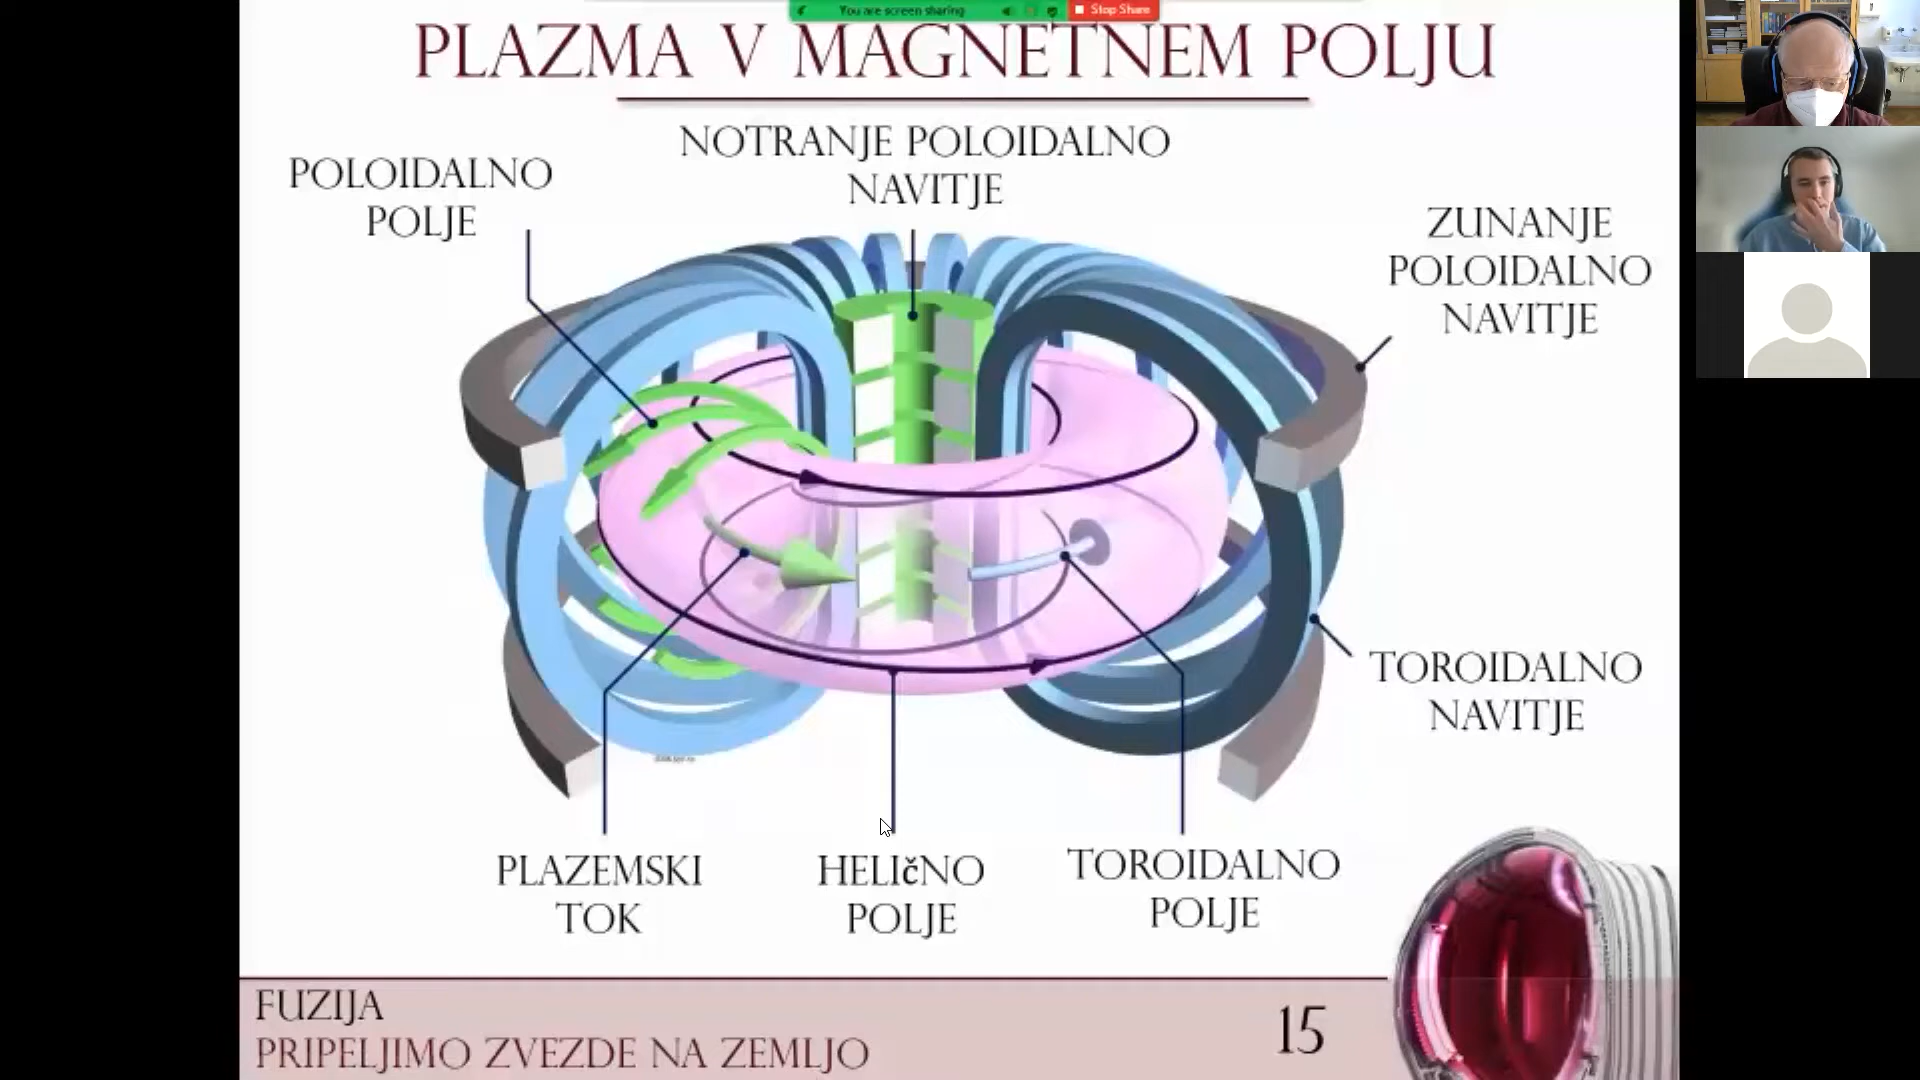 You are screen sharing
Stop Share
PLAZMA V MAGNETNEM POLJU
NOTRANJE POLOIDALNO
NAVITJE
POLOIDALNO
POLJE
ZUNANJE
POLOIDALNO
NAVITJE
TOROIDALNO
NAVITJE
PLAZEMSKI
TOK
HELIčNO
POLJE
TOROIDALNO
POLJE
FUZIJA
PRIPELJIMO ZVEZDE NA ZEMLJO
15